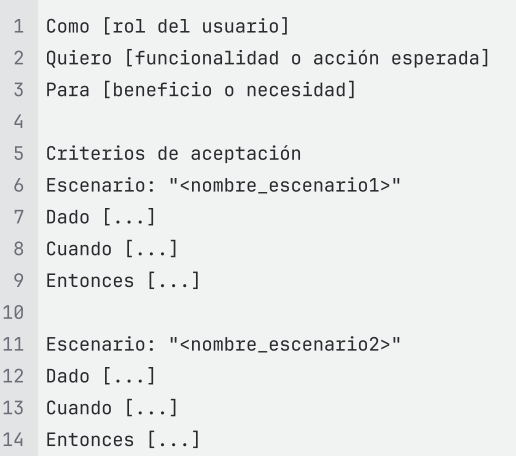 1 Como [rol del usuario]
2 Quiero [funcionalidad o acción esperada]
3 Para [beneficio o necesidad]
4
5 Criterios de aceptación
6 Escenario: "<nombre_escenario1>"
7 Dado [...]
8 Cuando [...]
9 Entonces [...]
10
11 Escenario: "<nombre_escenario2>"
12 Dado [...]
13 Cuando [...]
14 Entonces [...]